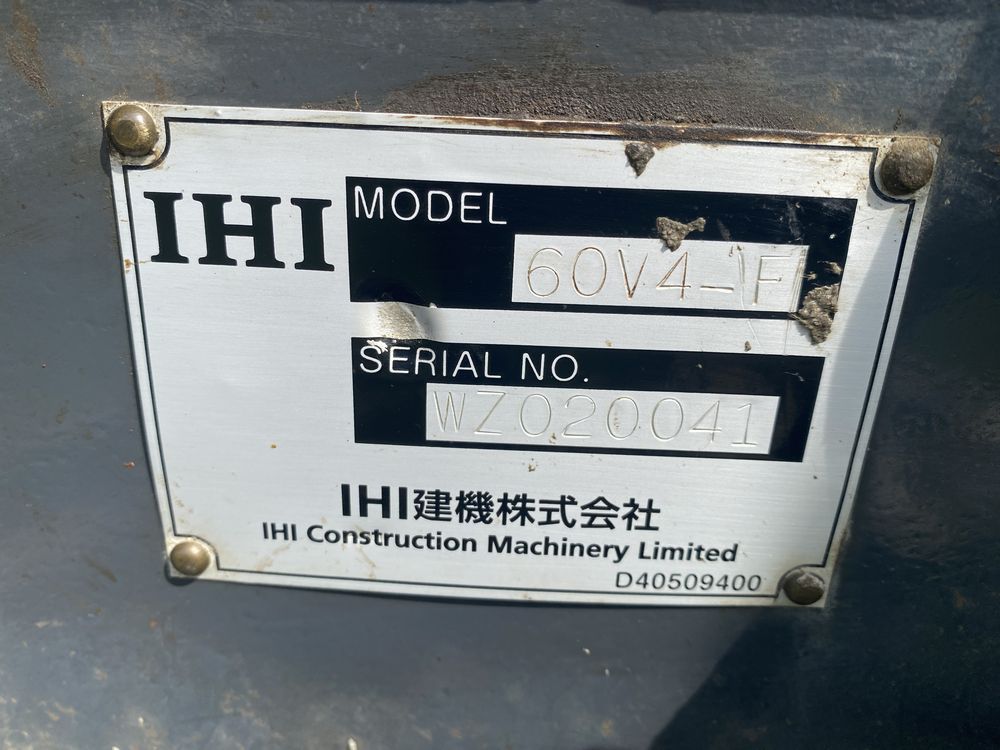 IHI
MODEL
60V4-F
SERIAL NO.
WZ020041
IHI建機株式会社
IHI Construction Machinery Limited
D40509400